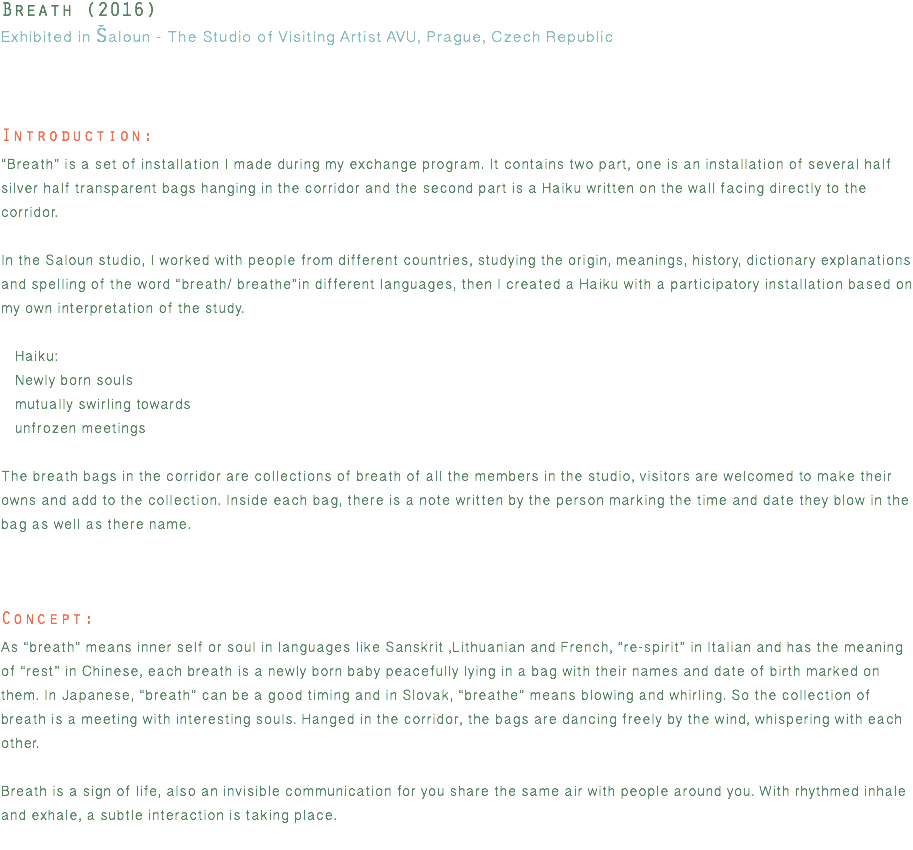 Breath (2016)
Exhibited in Šaloun - The Studio of Visiting Artist AVU, Prague, Czech Republic
Introduction:
“Breath” is a set of installation I made during my exchange program. It contains two part, one is an installation of several half
silver half transparent bags hanging in the corridor and the second part is a Haiku written on the wall facing directly to the
corridor.
In the Saloun studio, I worked with people from different countries, studying the origin, meanings, history, dictionary explanations
and spelling of the word “breath/ breathe”in different languages, then I created a Haiku with a participatory installation based on
my own interpretation of the study.
Haiku:
Newly born souls
mutually swirling towards
unfrozen meetings
The breath bags in the corridor are collections of breath of all the members in the studio, visitors are welcomed to make their
owns and add to the collection. Inside each bag, there is a note written by the person marking the time and date they blow in the
bag as well as there name.
Concept:
As “breath” means inner self or soul in languages like Sanskrit ,Lithuanian and French, “re-spirit” in Italian and has the meaning
of “rest” in Chinese, each breath is a newly born baby peacefully lying in a bag with their names and date of birth marked on
them. In Japanese, “breath” can be a good timing and in Slovak, “breathe” means blowing and whirling. So the collection of
breath is a meeting with interesting souls. Hanged in the corridor, the bags are dancing freely by the wind, whispering with each
other.
Breath is a sign of life, also an invisible communication for you share the same air with people around you. With rhythmed inhale
and exhale, a subtle interaction is taking place.